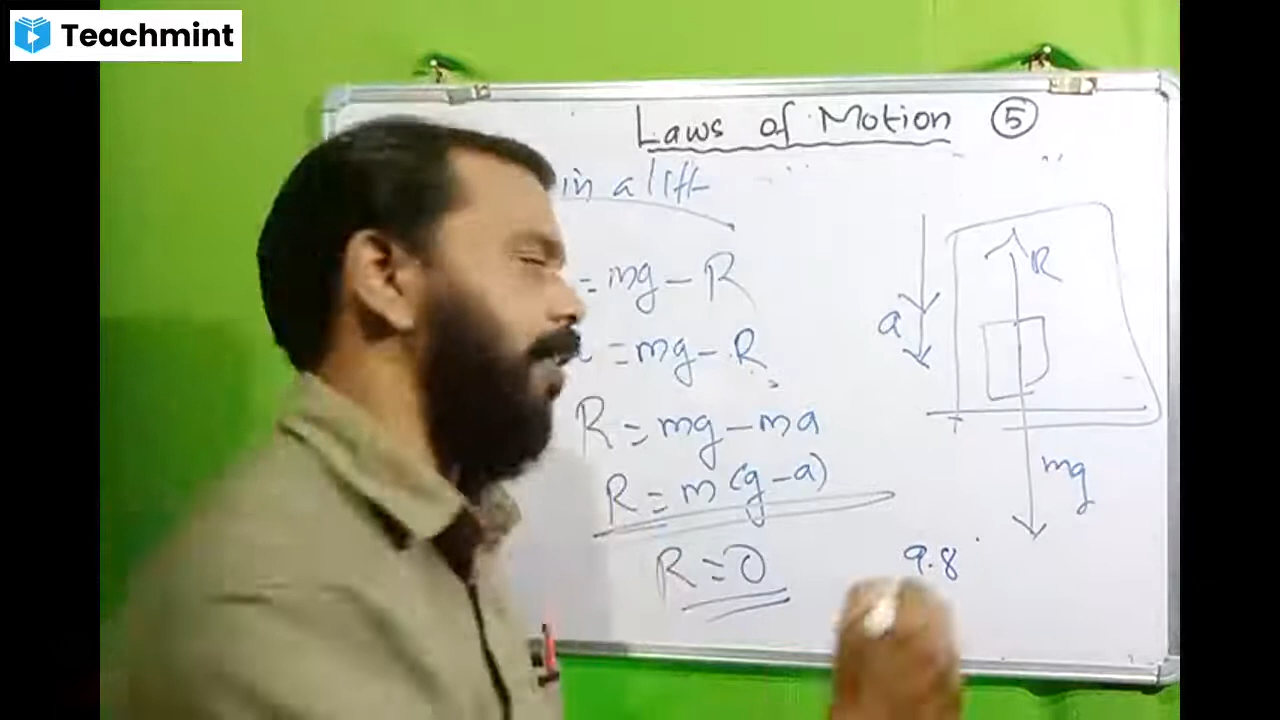 Teachmint
Laws of Motion 5
in a lift
= mg - R
a = mg - R
R = mg - ma
R = m(g-a)
R = 0
a
R
mg
9.8